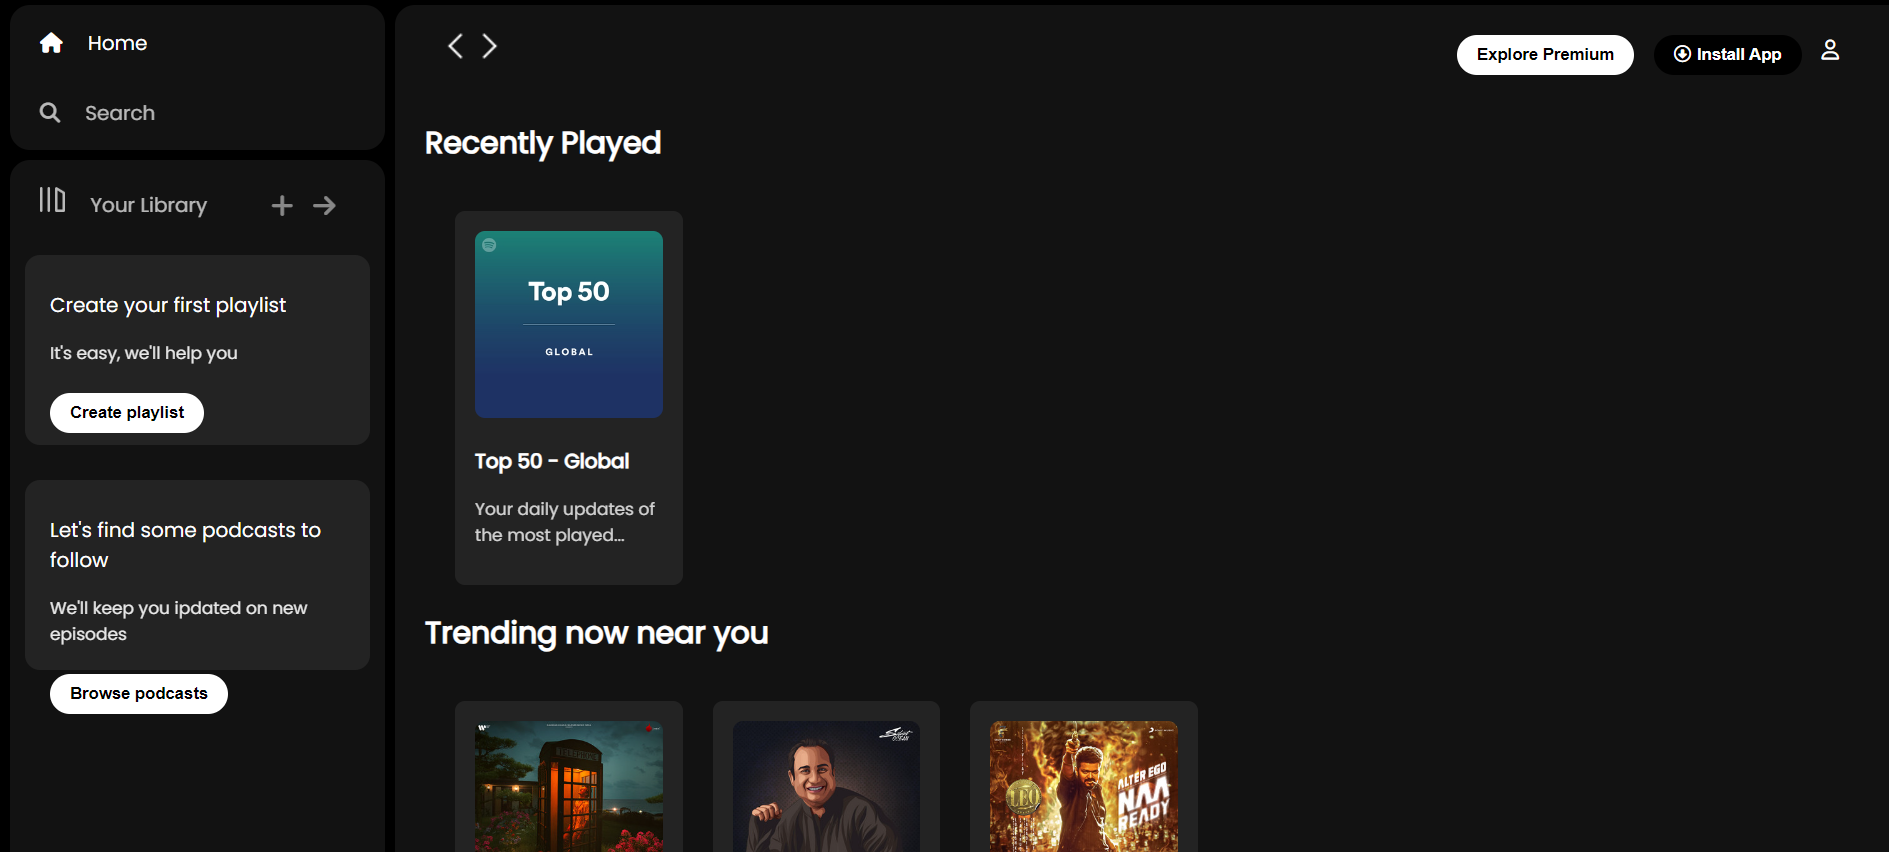 Home
Search
Your Library
Create your first playlist
It's easy, we'll help you
Create playlist
Let's find some podcasts to
follow
We'll keep you ipdated on new
episodes
Browse podcasts
Explore Premium
Install App
Recently Played
Top 50
GLOBAL
Top 50 - Global
Your daily updates of
the most played...
Trending now near you
ALTER EGO
NAA
READY
LEO